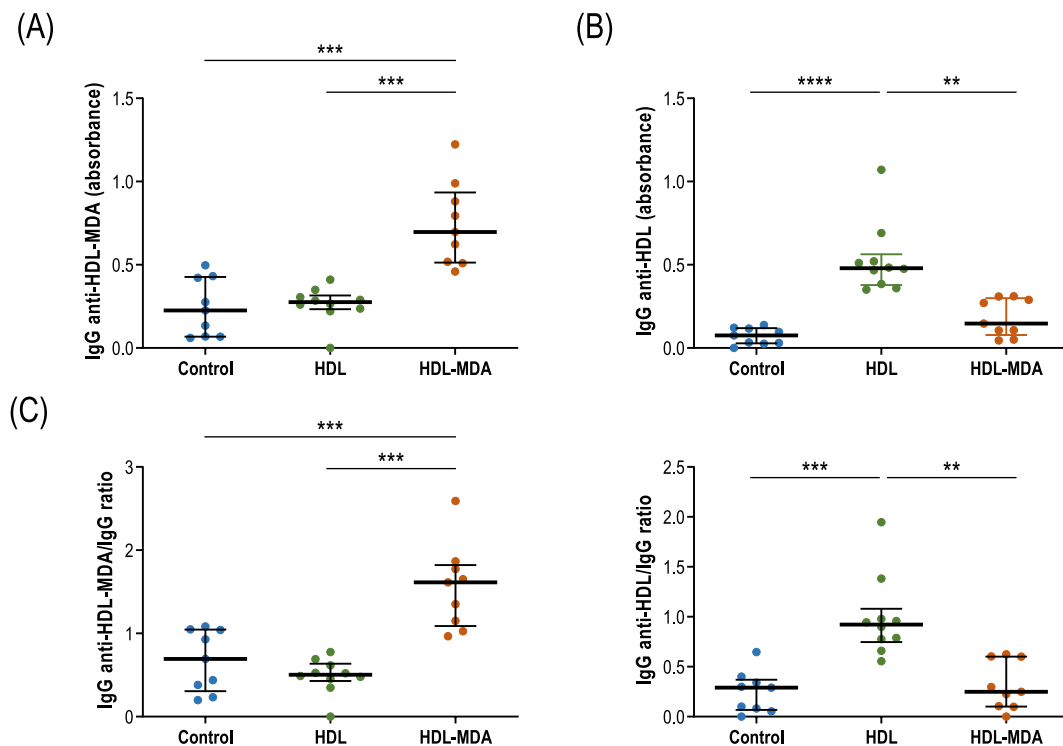 (A)
***
***
IgG anti-HDL-MDA (absorbance)
1.5
1.0
0.5
0.0
Control HDL HDL-MDA
(B)
**** **
IgG anti-HDL (absorbance)
1.5
1.0
0.5
0.0
Control HDL HDL-MDA
(C)
***
***
IgG anti-HDL-MDA/IgG ratio
3
2
1
0
Control HDL HDL-MDA
*** **
IgG anti-HDL/IgG ratio
2.5
2.0
1.5
1.0
0.5
0.0
Control HDL HDL-MDA